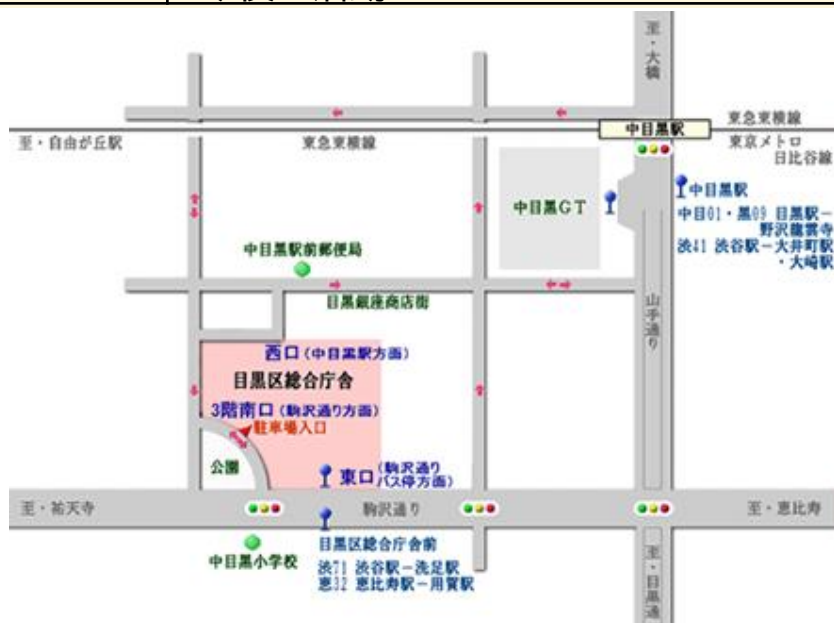 至・大橋
中目黒駅
東急東横線
東京メトロ
日比谷線
至・自由が丘駅
東急東横線
中目黒GT
中目黒駅
中目01・黒09 目黒駅－
野沢龍雲寺
渋41 渋谷駅－大井町駅
・大崎駅
中目黒駅前郵便局
目黒銀座商店街
山手通り
西口(中目黒駅方面)
目黒区総合庁舎
3階南口(駒沢通り方面)
駐車場入口
公園
東口(駒沢通り
バス停方面)
至・祐天寺
駒沢通り
至・恵比寿
目黒区総合庁舎前
中目黒小学校
渋71 渋谷駅－洗足駅
恵32 恵比寿駅－用賀駅
至・目黒通